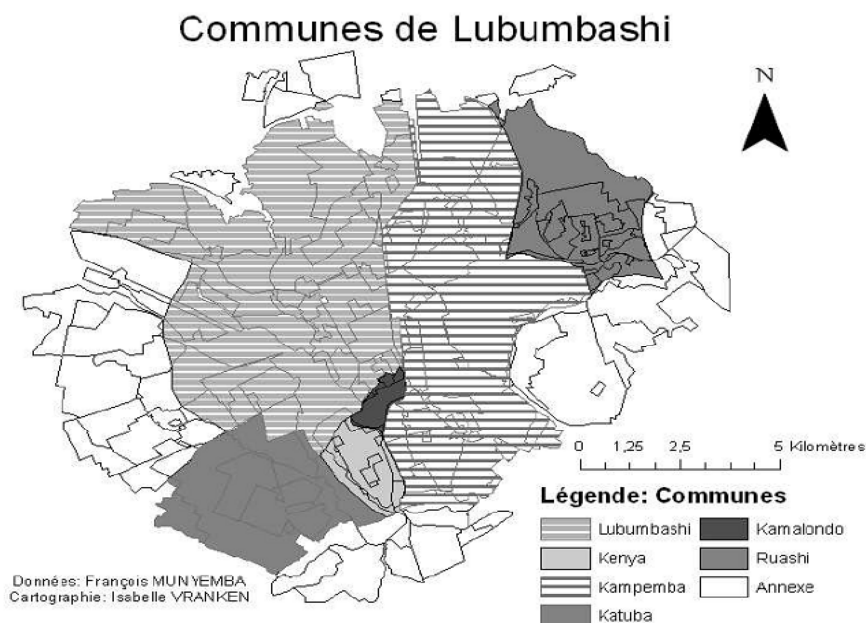 Communes de Lubumbashi
N
0 1,25 2,5 5 Kilomètres
Légende: Communes
Lubumbashi Kamalondo
Kenya Ruashi
Kampemba Annexe
Katuba
Données: François MUNYEMBA
Cartographie: Isabelle VRANKEN